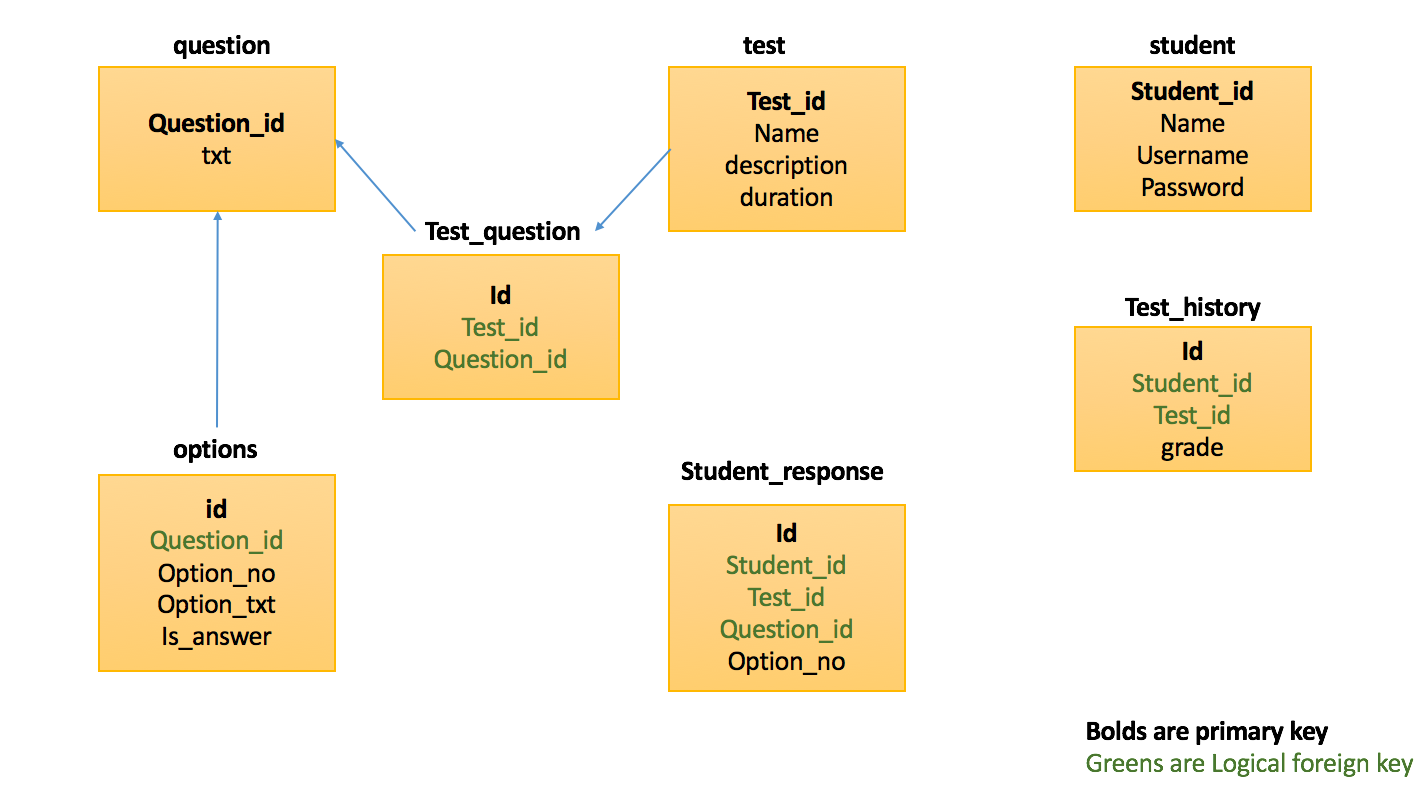 question
Question_id
txt
test
Test_id
Name
description
duration
student
Student_id
Name
Username
Password
Test_question
Id
Test_id
Question_id
Test_history
Id
Student_id
Test_id
grade
options
id
Question_id
Option_no
Option_txt
Is_answer
Student_response
Id
Student_id
Test_id
Question_id
Option_no
Bolds are primary key
Greens are Logical foreign key